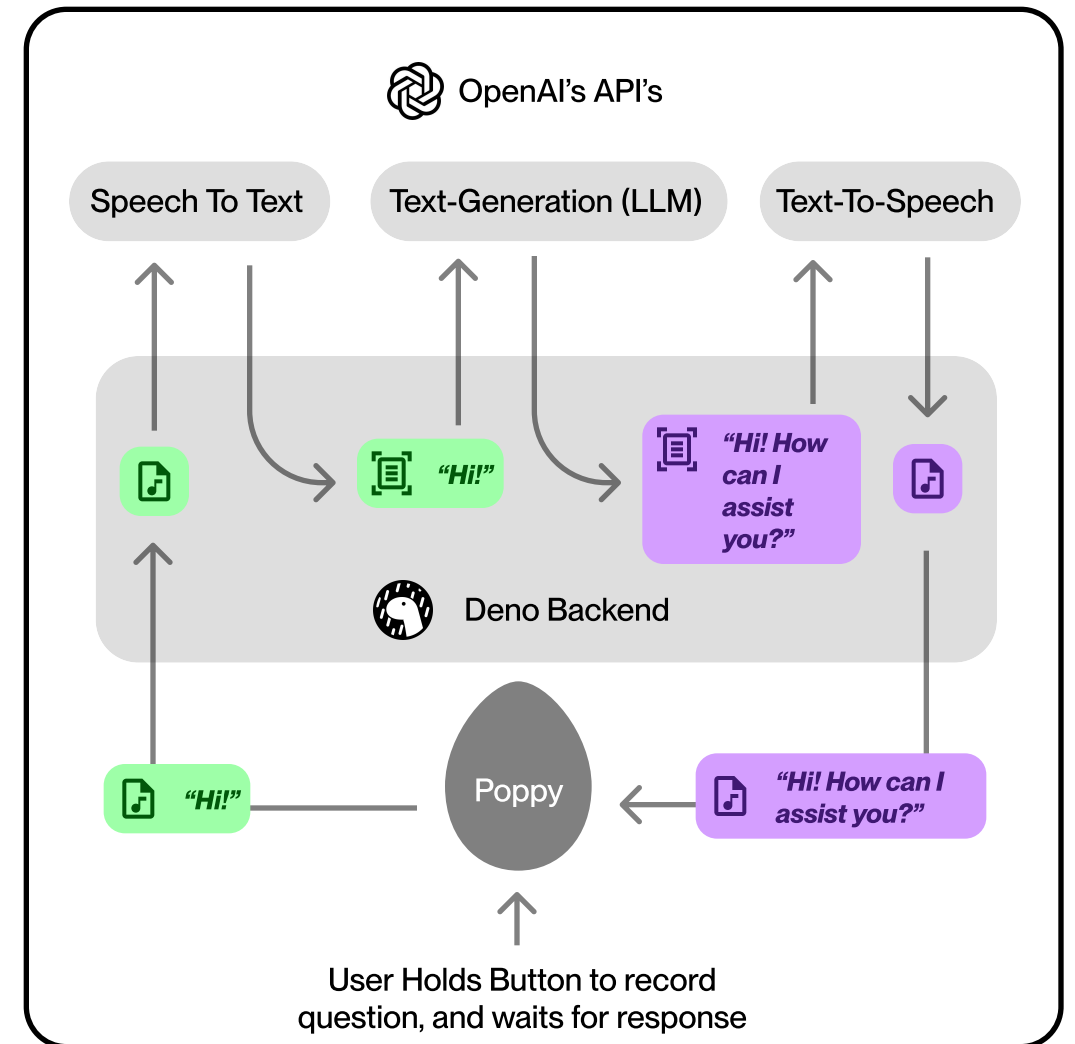 OpenAI's API's
Speech To Text
Text-Generation (LLM)
Text-To-Speech
“Hi!”
“Hi! How
can I
assist
you?”
Deno Backend
Poppy
“Hi!”
“Hi! How can I
assist you?”
User Holds Button to record
question, and waits for response